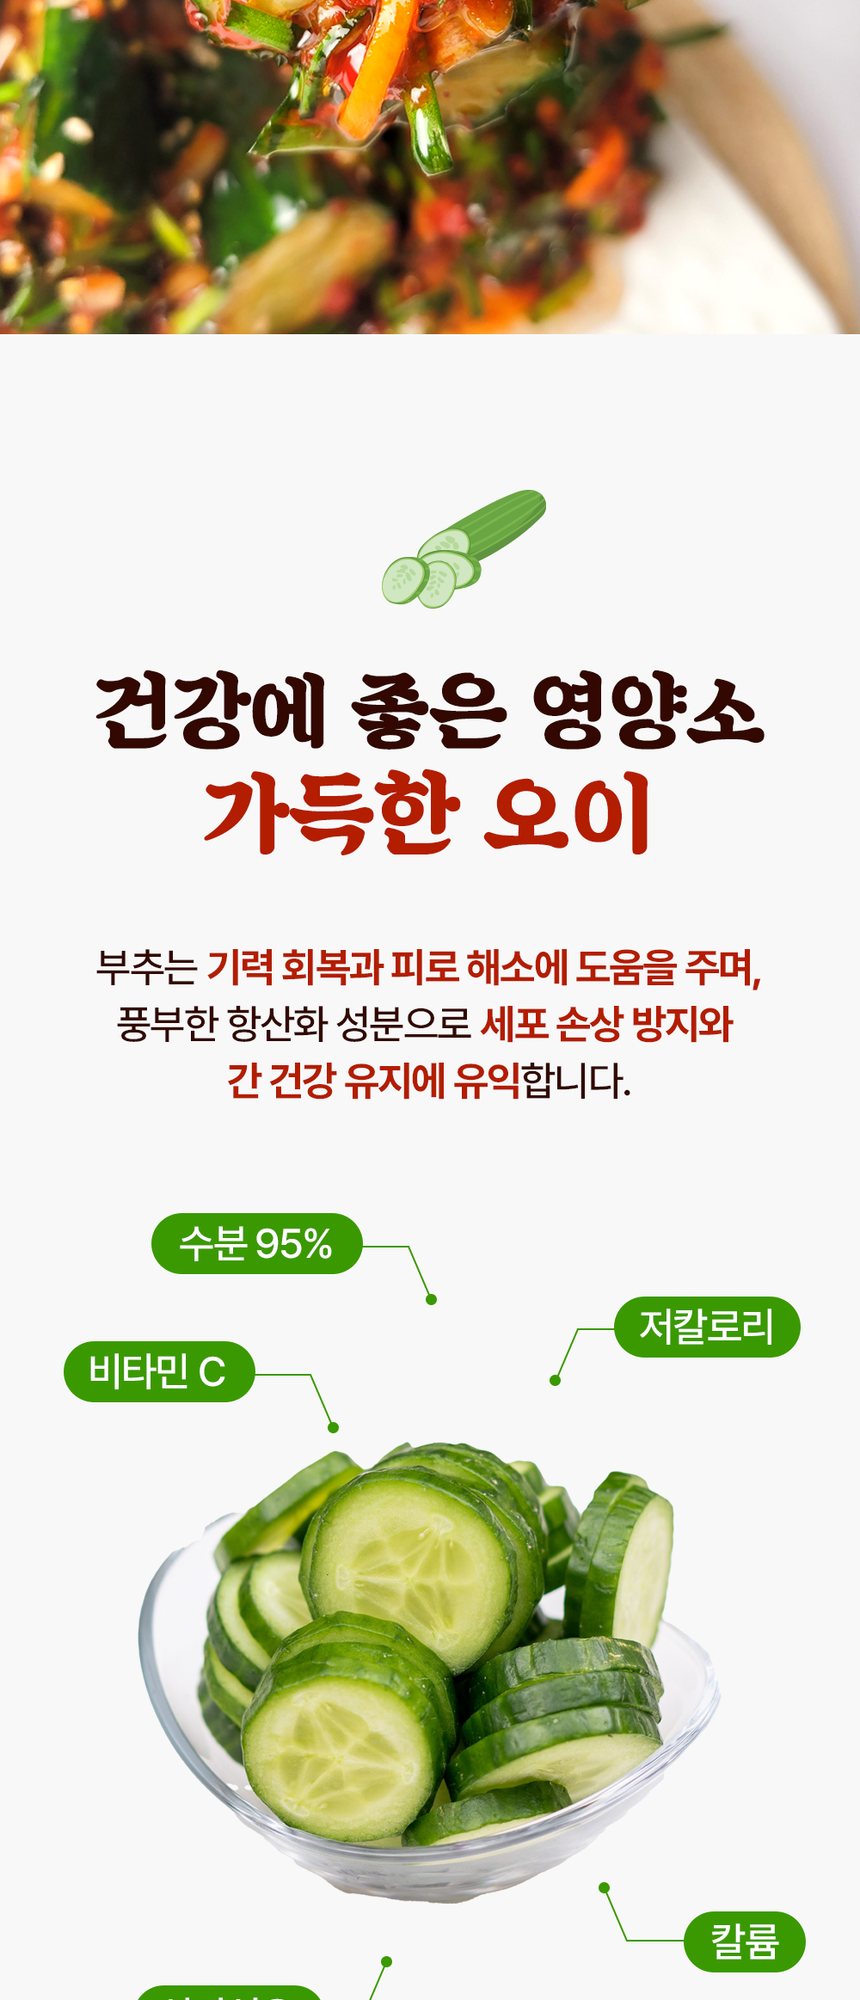 건강에 좋은 영양소
가득한 오이
부추는 기력 회복과 피로 해소에 도움을 주며,
풍부한 항산화 성분으로 세포 손상 방지와
간 건강 유지에 유익합니다.
수분 95%
저칼로리
비타민 C
칼륨